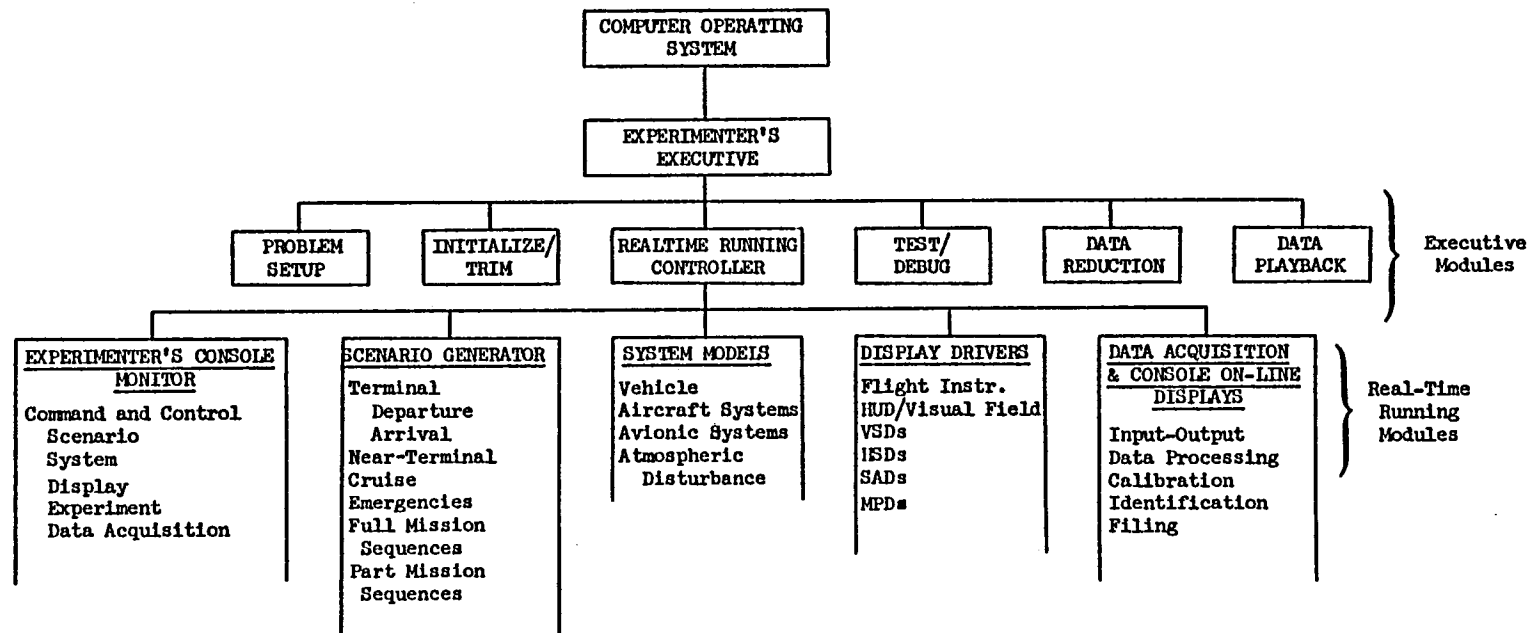 COMPUTER OPERATING
SYSTEM
EXPERIMENTER'S
EXECUTIVE
PROBLEM
SETUP
INITIALIZE/
TRIM
REALTIME RUNNING
CONTROLLER
TEST/
DEBUG
DATA
REDUCTION
DATA
PLAYBACK
Executive
Modules
EXPERIMENTER'S CONSOLE
MONITOR
Command and Control
Scenario
System
Display
Experiment
Data Acquisition
SCENARIO GENERATOR
Terminal
Departure
Arrival
Near-Terminal
Cruise
Emergencies
Full Mission
Sequences
Part Mission
Sequences
SYSTEM MODELS
Vehicle
Aircraft Systems
Avionic Systems
Atmospheric
Disturbance
DISPLAY DRIVERS
Flight Instr.
HUD/Visual Field
VSDs
HSDs
SADs
MPDs
DATA ACQUISITION
& CONSOLE ON-LINE
DISPLAYS
Input-Output
Data Processing
Calibration
Identification
Filing
Real-Time
Running
Modules